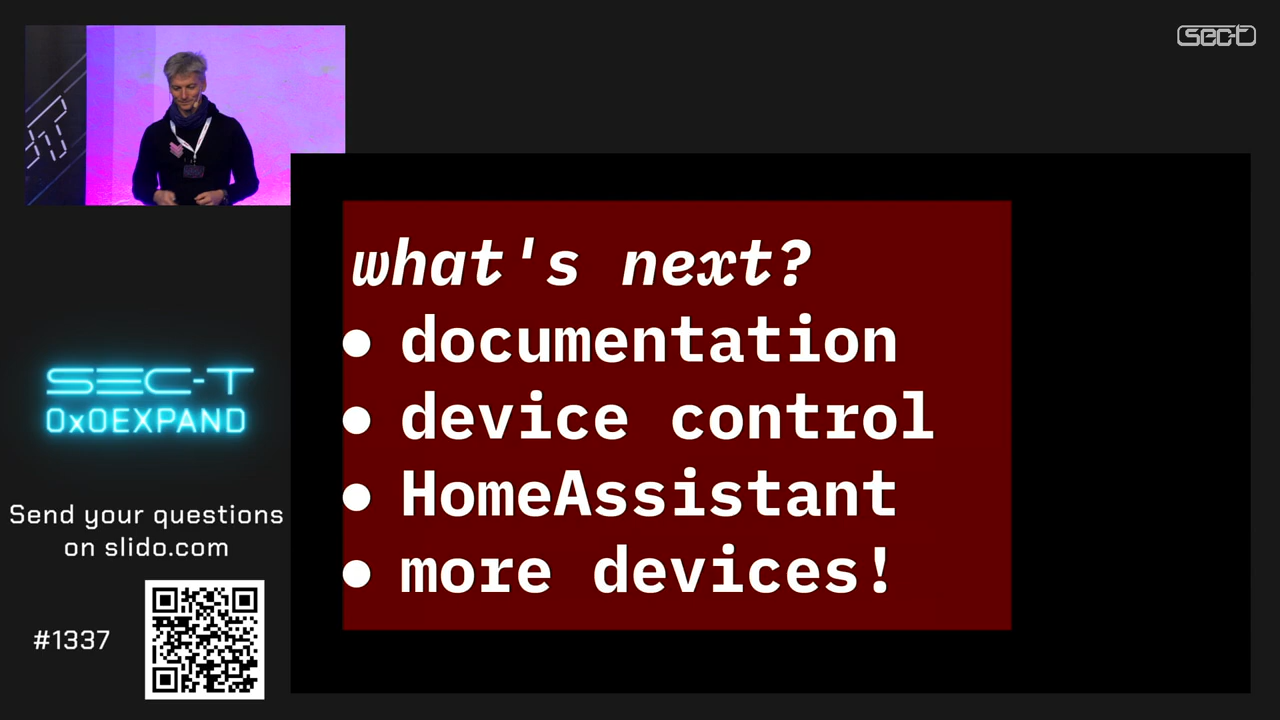 SEC-T
what's next?
• documentation
• device control
• HomeAssistant
• more devices!
SEC-T
0x0EXPAND
Send your questions
on slido.com
#1337